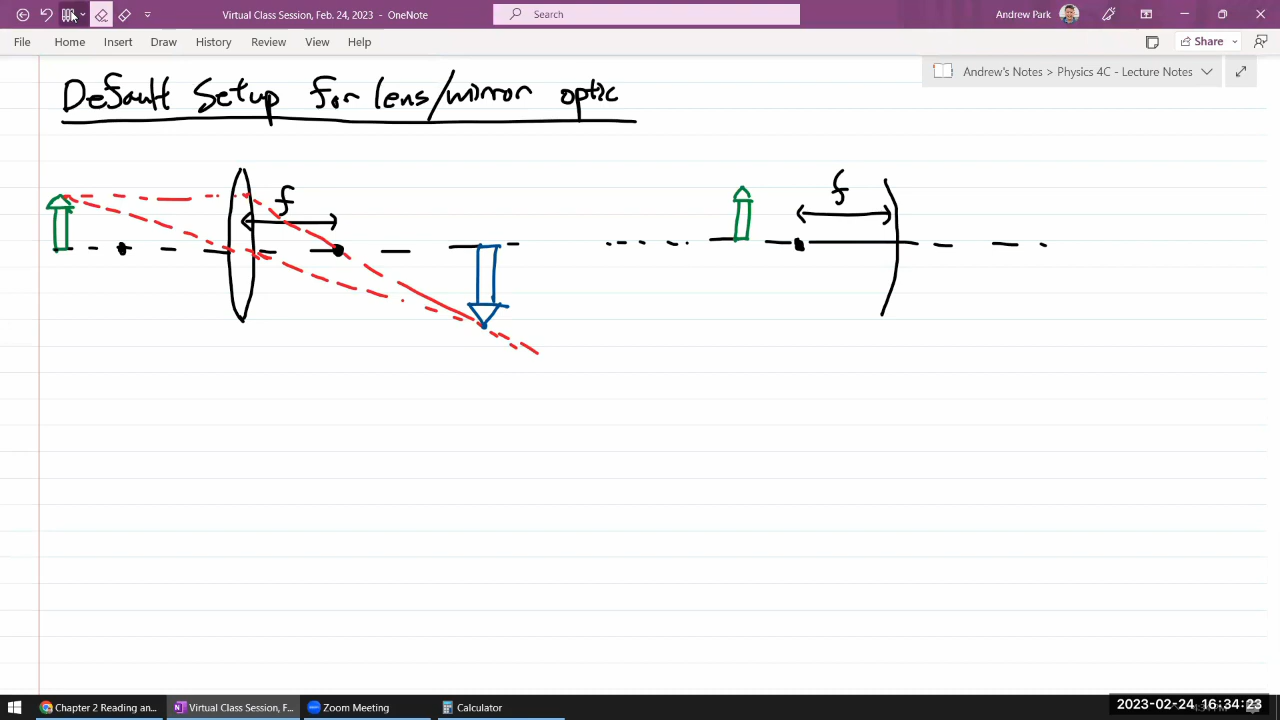 Virtual Class Session, Feb. 24, 2023 - OneNote
Search
Andrew Park
File Home Insert Draw History Review View Help
Share
Andrew's Notes > Physics 4C - Lecture Notes
Default Setup for lens/mirror optic
f
f
Chapter 2 Reading an...
Virtual Class Session, F...
Zoom Meeting
Calculator
2023-02-24 16:34:23